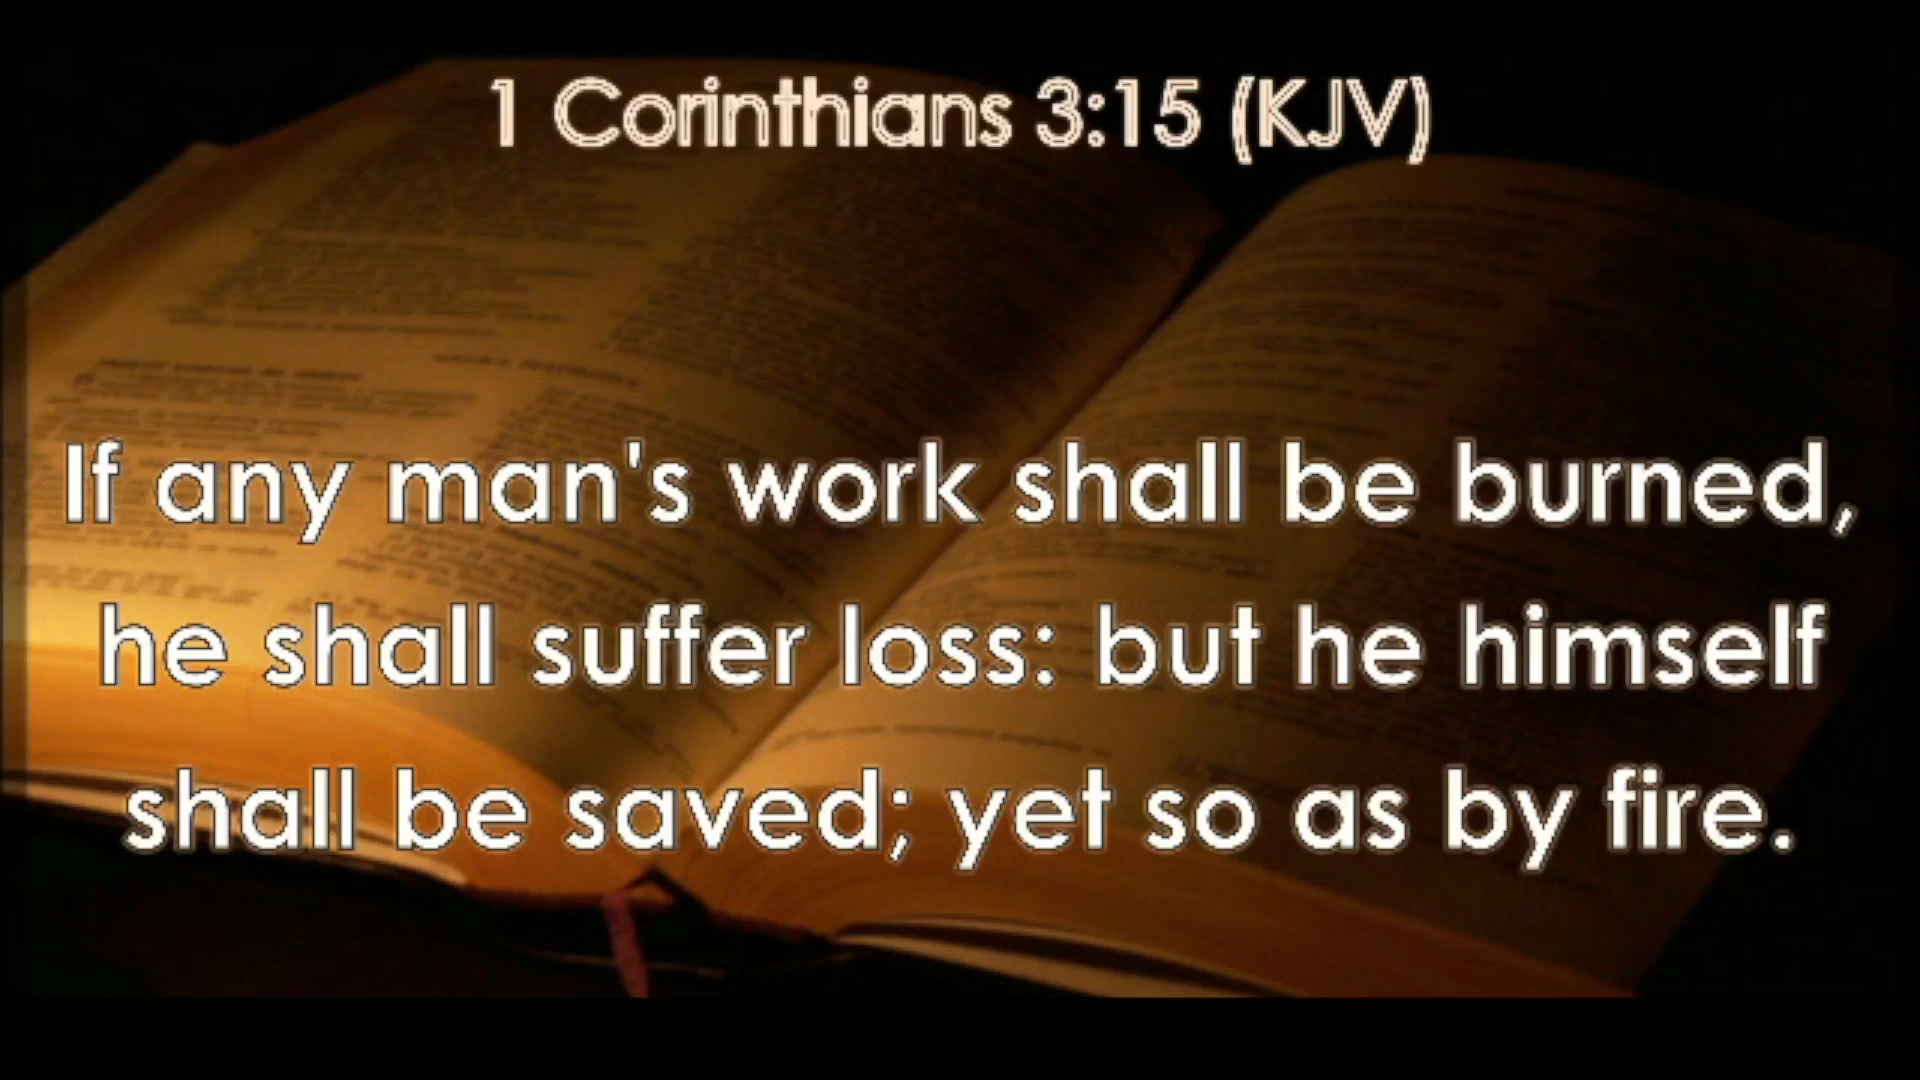 1 Corinthians 3:15 (KJV)
If any man's work shall be burned,
he shall suffer loss: but he himself
shall be saved; yet so as by fire.